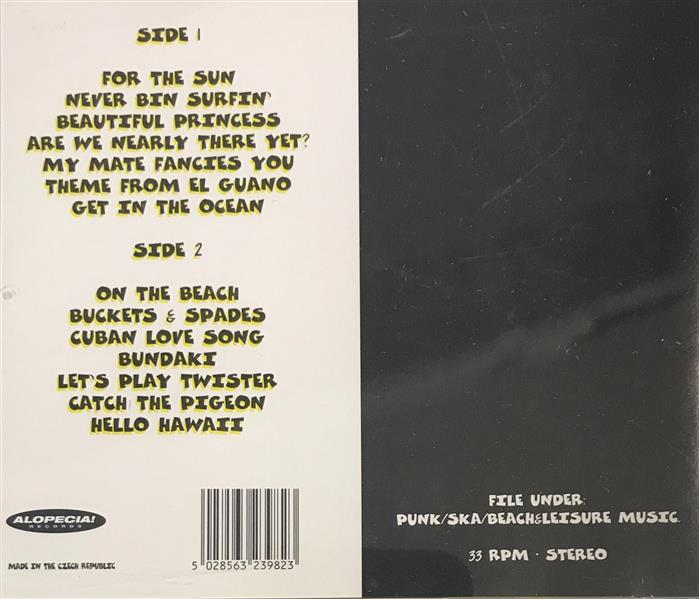 SIDE 1
FOR THE SUN
NEVER BIN SURFIN'
BEAUTIFUL PRINCESS
ARE WE NEARLY THERE YET?
MY MATE FANCIES YOU
THEME FROM EL GUANO
GET IN THE OCEAN
SIDE 2
ON THE BEACH
BUCKETS & SPADES
CUBAN LOVE SONG
BUNDAKI
LET'S PLAY TWISTER
CATCH THE PIGEON
HELLO HAWAII
ALOPECIA!
RECORDS
MADE IN THE CZECH REPUBLIC
5 028563 239823
FILE UNDER:
PUNK/SKA/BEACH&LEISURE MUSIC.
33 RPM · STEREO